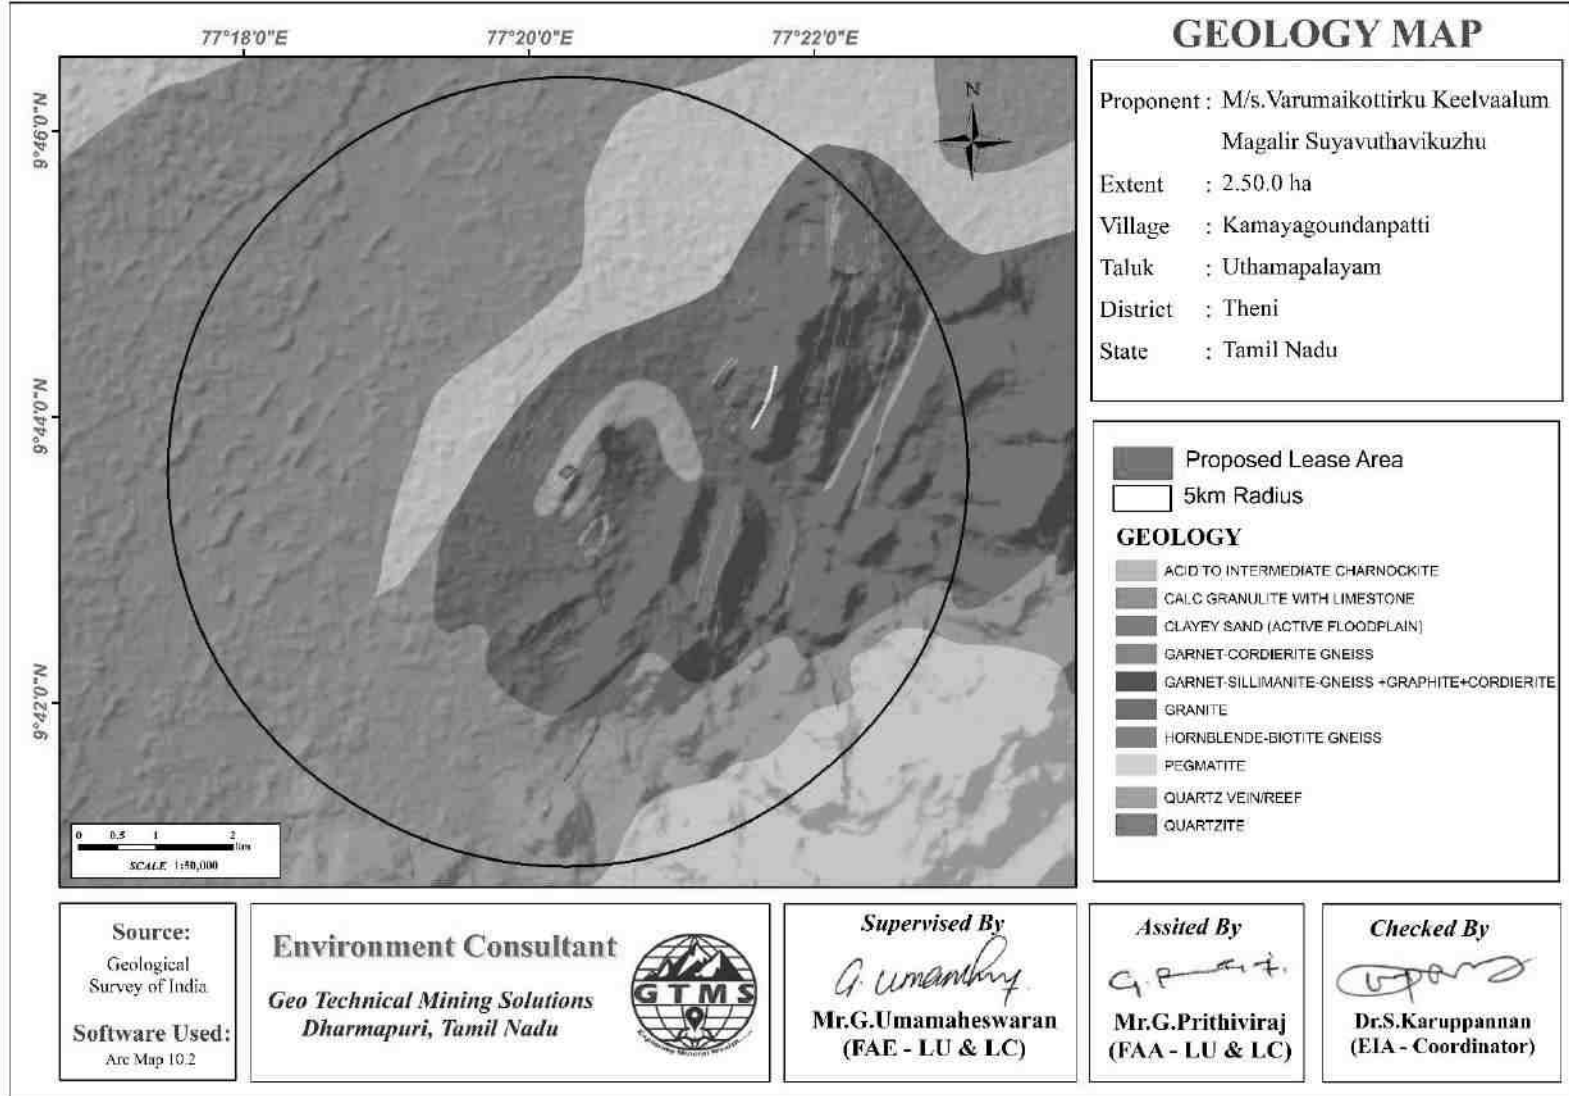 GEOLOGY MAP
77°18'0"E
77°20'0"E
77°22'0"E
9°46'0"N
9°44'0"N
9°42'0"N
N
0 0.5 1 2
Km
SCALE 1:50,000
Proponent : M/s.Varumaikottirku Keelvaalum
Magalir Suyavuthavikuzhu
Extent : 2.50.0 ha
Village : Kamayagoundanpatti
Taluk : Uthamapalayam
District : Theni
State : Tamil Nadu
Proposed Lease Area
5km Radius
GEOLOGY
ACID TO INTERMEDIATE CHARNOCKITE
CALC GRANULITE WITH LIMESTONE
CLAYEY SAND (ACTIVE FLOODPLAIN)
GARNET-CORDIERITE GNEISS
GARNET-SILLIMANITE-GNEISS +GRAPHITE+CORDIERITE
GRANITE
HORNBLENDE-BIOTITE GNEISS
PEGMATITE
QUARTZ VEIN/REEF
QUARTZITE
Source:
Geological
Survey of India
Software Used:
Arc Map 10.2
Environment Consultant
Geo Technical Mining Solutions
Dharmapuri, Tamil Nadu
GTMS
Supervised By
Mr.G.Umamaheswaran
(FAE - LU & LC)
Assited By
Mr.G.Prithiviraj
(FAA - LU & LC)
Checked By
Dr.S.Karuppannan
(EIA - Coordinator)